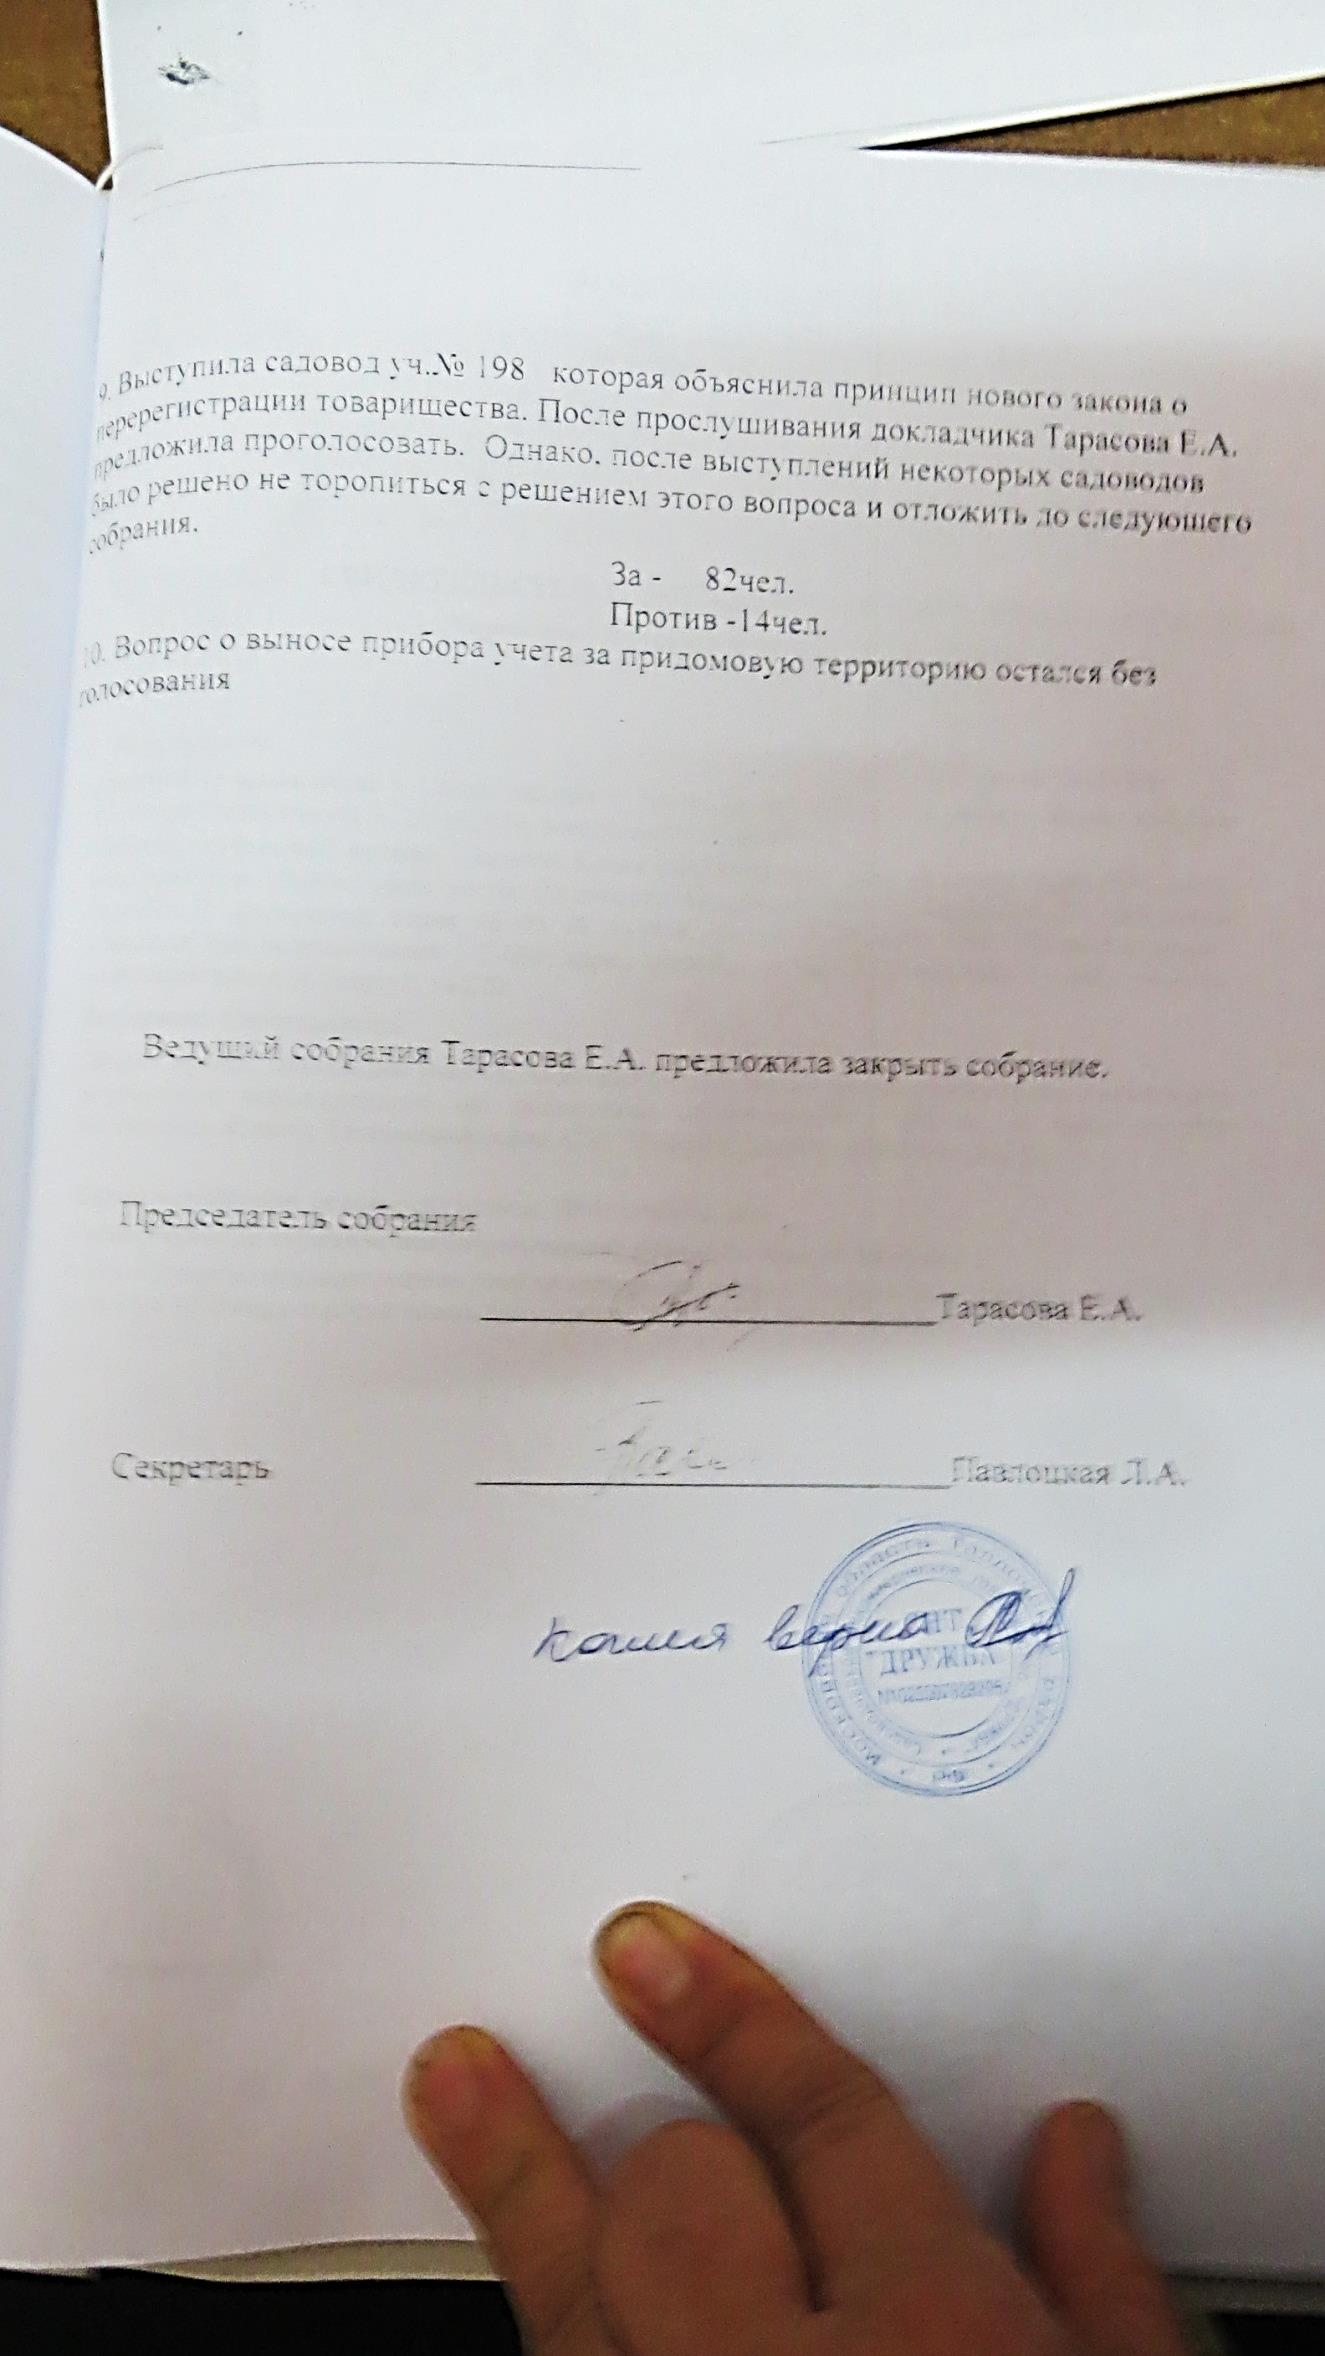 9. Выступила садовод уч.№ 198 которая объяснила принцип нового закона о
перерегистрации товарищества. После прослушивания докладчика Тарасова Е.А.
предложила проголосовать. Однако, после выступлений некоторых садоводов
было решено не торопиться с решением этого вопроса и отложить до следующего
собрания.
За - 82чел.
Против -14чел.
10. Вопрос о выносе прибора учета за придомовую территорию остался без
голосования
Ведущий собрания Тарасова Е.А. предложила закрыть собрание.
Председатель собрания
Тарасова Е.А.
Секретарь
Павлоцкая Л.А.
копия верна
СНТ
"ДРУЖБА"